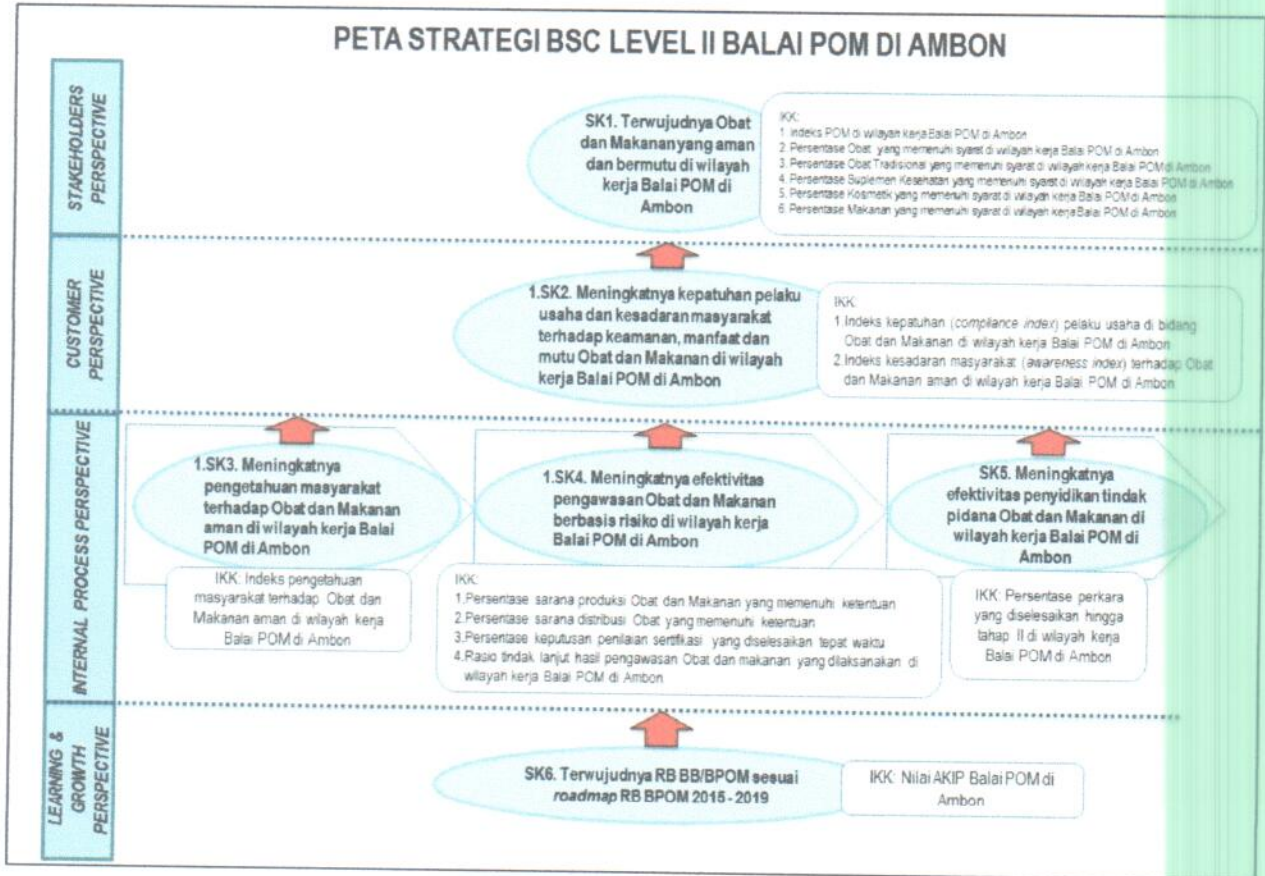 PETA STRATEGI BSC LEVEL II BALAI POM DI AMBON
STAKEHOLDERS
PERSPECTIVE
SK1. Terwujudnya Obat
dan Makanan yang aman
dan bermutu di wilayah
kerja Balai POM di
Ambon
IKK:
1. Indeks POM di wilayah kerja Balai POM di Ambon
2. Persentase Obat yang memenuhi syarat di wilayah kerja Balai POM di Ambon
3. Persentase Obat Tradisional yang memenuhi syarat di wilayah kerja Balai POM di Ambon
4. Persentase Suplemen Kesehatan yang memenuhi syarat di wilayah kerja Balai POM di Ambon
5. Persentase Kosmetik yang memenuhi syarat di wilayah kerja Balai POM di Ambon
6. Persentase Makanan yang memenuhi syarat di wilayah kerja Balai POM di Ambon
CUSTOMER
PERSPECTIVE
1.SK2. Meningkatnya kepatuhan pelaku
usaha dan kesadaran masyarakat
terhadap keamanan, manfaat dan
mutu Obat dan Makanan di wilayah
kerja Balai POM di Ambon
IKK:
1.Indeks kepatuhan (compliance index) pelaku usaha di bidang
Obat dan Makanan di wilayah kerja Balai POM di Ambon
2.Indeks kesadaran masyarakat (awareness index) terhadap Obat
dan Makanan aman di wilayah kerja Balai POM di Ambon
INTERNAL PROCESS PERSPECTIVE
1.SK3. Meningkatnya
pengetahuan masyarakat
terhadap Obat dan Makanan
aman di wilayah kerja Balai
POM di Ambon
IKK: Indeks pengetahuan
masyarakat terhadap Obat dan
Makanan aman di wilayah kerja
Balai POM di Ambon
1.SK4. Meningkatnya efektivitas
pengawasan Obat dan Makanan
berbasis risiko di wilayah kerja
Balai POM di Ambon
IKK:
1.Persentase sarana produksi Obat dan Makanan yang memenuhi ketentuan
2.Persentase sarana distribusi Obat yang memenuhi ketentuan
3.Persentase keputusan penilaian sertifikasi yang diselesaikan tepat waktu
4.Rasio tindak lanjut hasil pengawasan Obat dan makanan yang dilaksanakan di
wilayah kerja Balai POM di Ambon
SK5. Meningkatnya
efektivitas penyidikan tindak
pidana Obat dan Makanan di
wilayah kerja Balai POM di
Ambon
IKK: Persentase perkara
yang diselesaikan hingga
tahap II di wilayah kerja
Balai POM di Ambon
LEARNING &
GROWTH
PERSPECTIVE
SK6. Terwujudnya RB BB/BPOM sesuai
roadmap RB BPOM 2015 - 2019
IKK: Nilai AKIP Balai POM di
Ambon